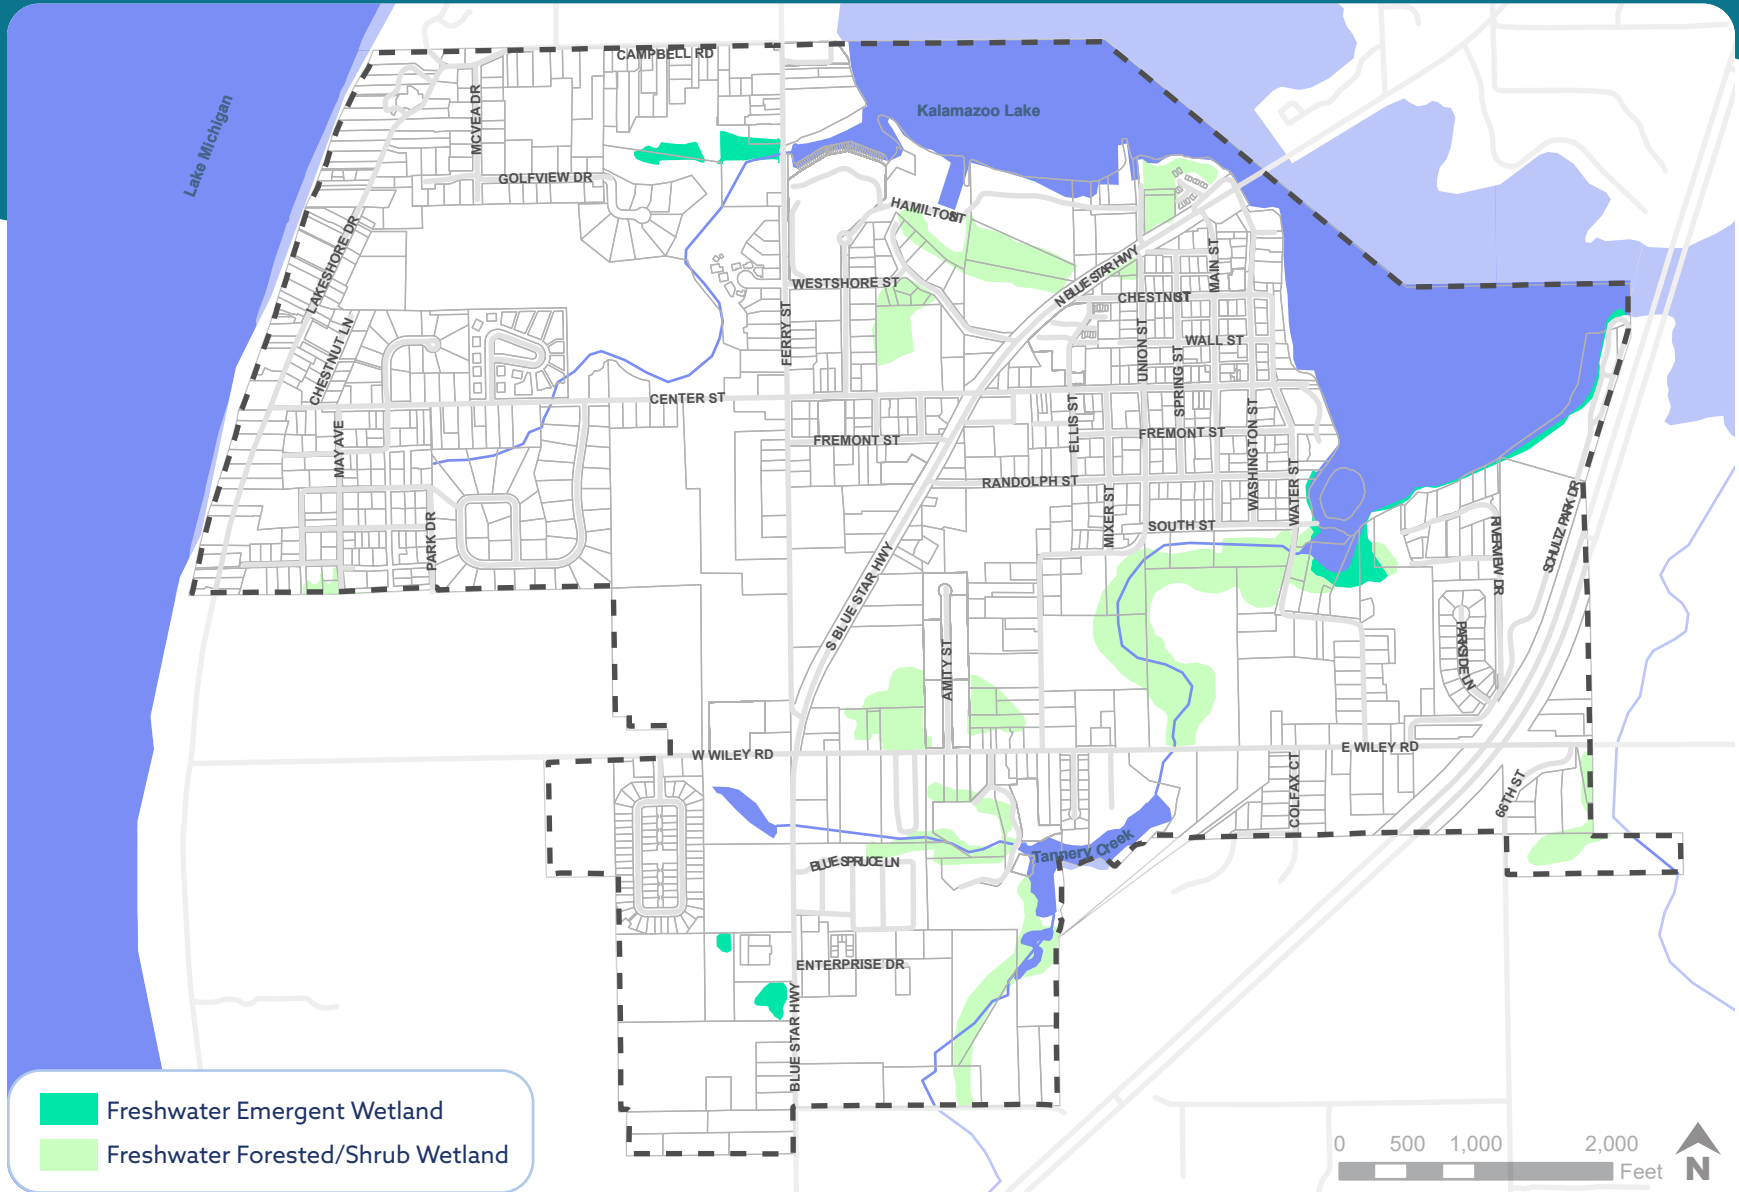 CAMPBELL RD
Kalamazoo Lake
Lake Michigan
MCVEA DR
GOLFVIEW DR
HAMILTON ST
LAKESHORE DR
WESTSHORE ST
N BLUE STAR HWY
MAIN ST
CHESTNUT ST
CHESTNUT LN
FERRY ST
UNION ST
WALL ST
SPRING ST
CENTER ST
MAY AVE
FREMONT ST
ELLIS ST
FREMONT ST
WASHINGTON ST
RANDOLPH ST
WATER ST
MIXER ST
SOUTH ST
PARK DR
RIVERVIEW DR
SCHULTZ PARK DR
S BLUE STAR HWY
AMITY ST
PARKSIDE LN
W WILEY RD
E WILEY RD
COLFAX CT
66TH ST
Tannery Creek
BLUE SPRUCE LN
ENTERPRISE DR
BLUE STAR HWY
Freshwater Emergent Wetland
Freshwater Forested/Shrub Wetland
0 500 1,000 2,000
Feet
N